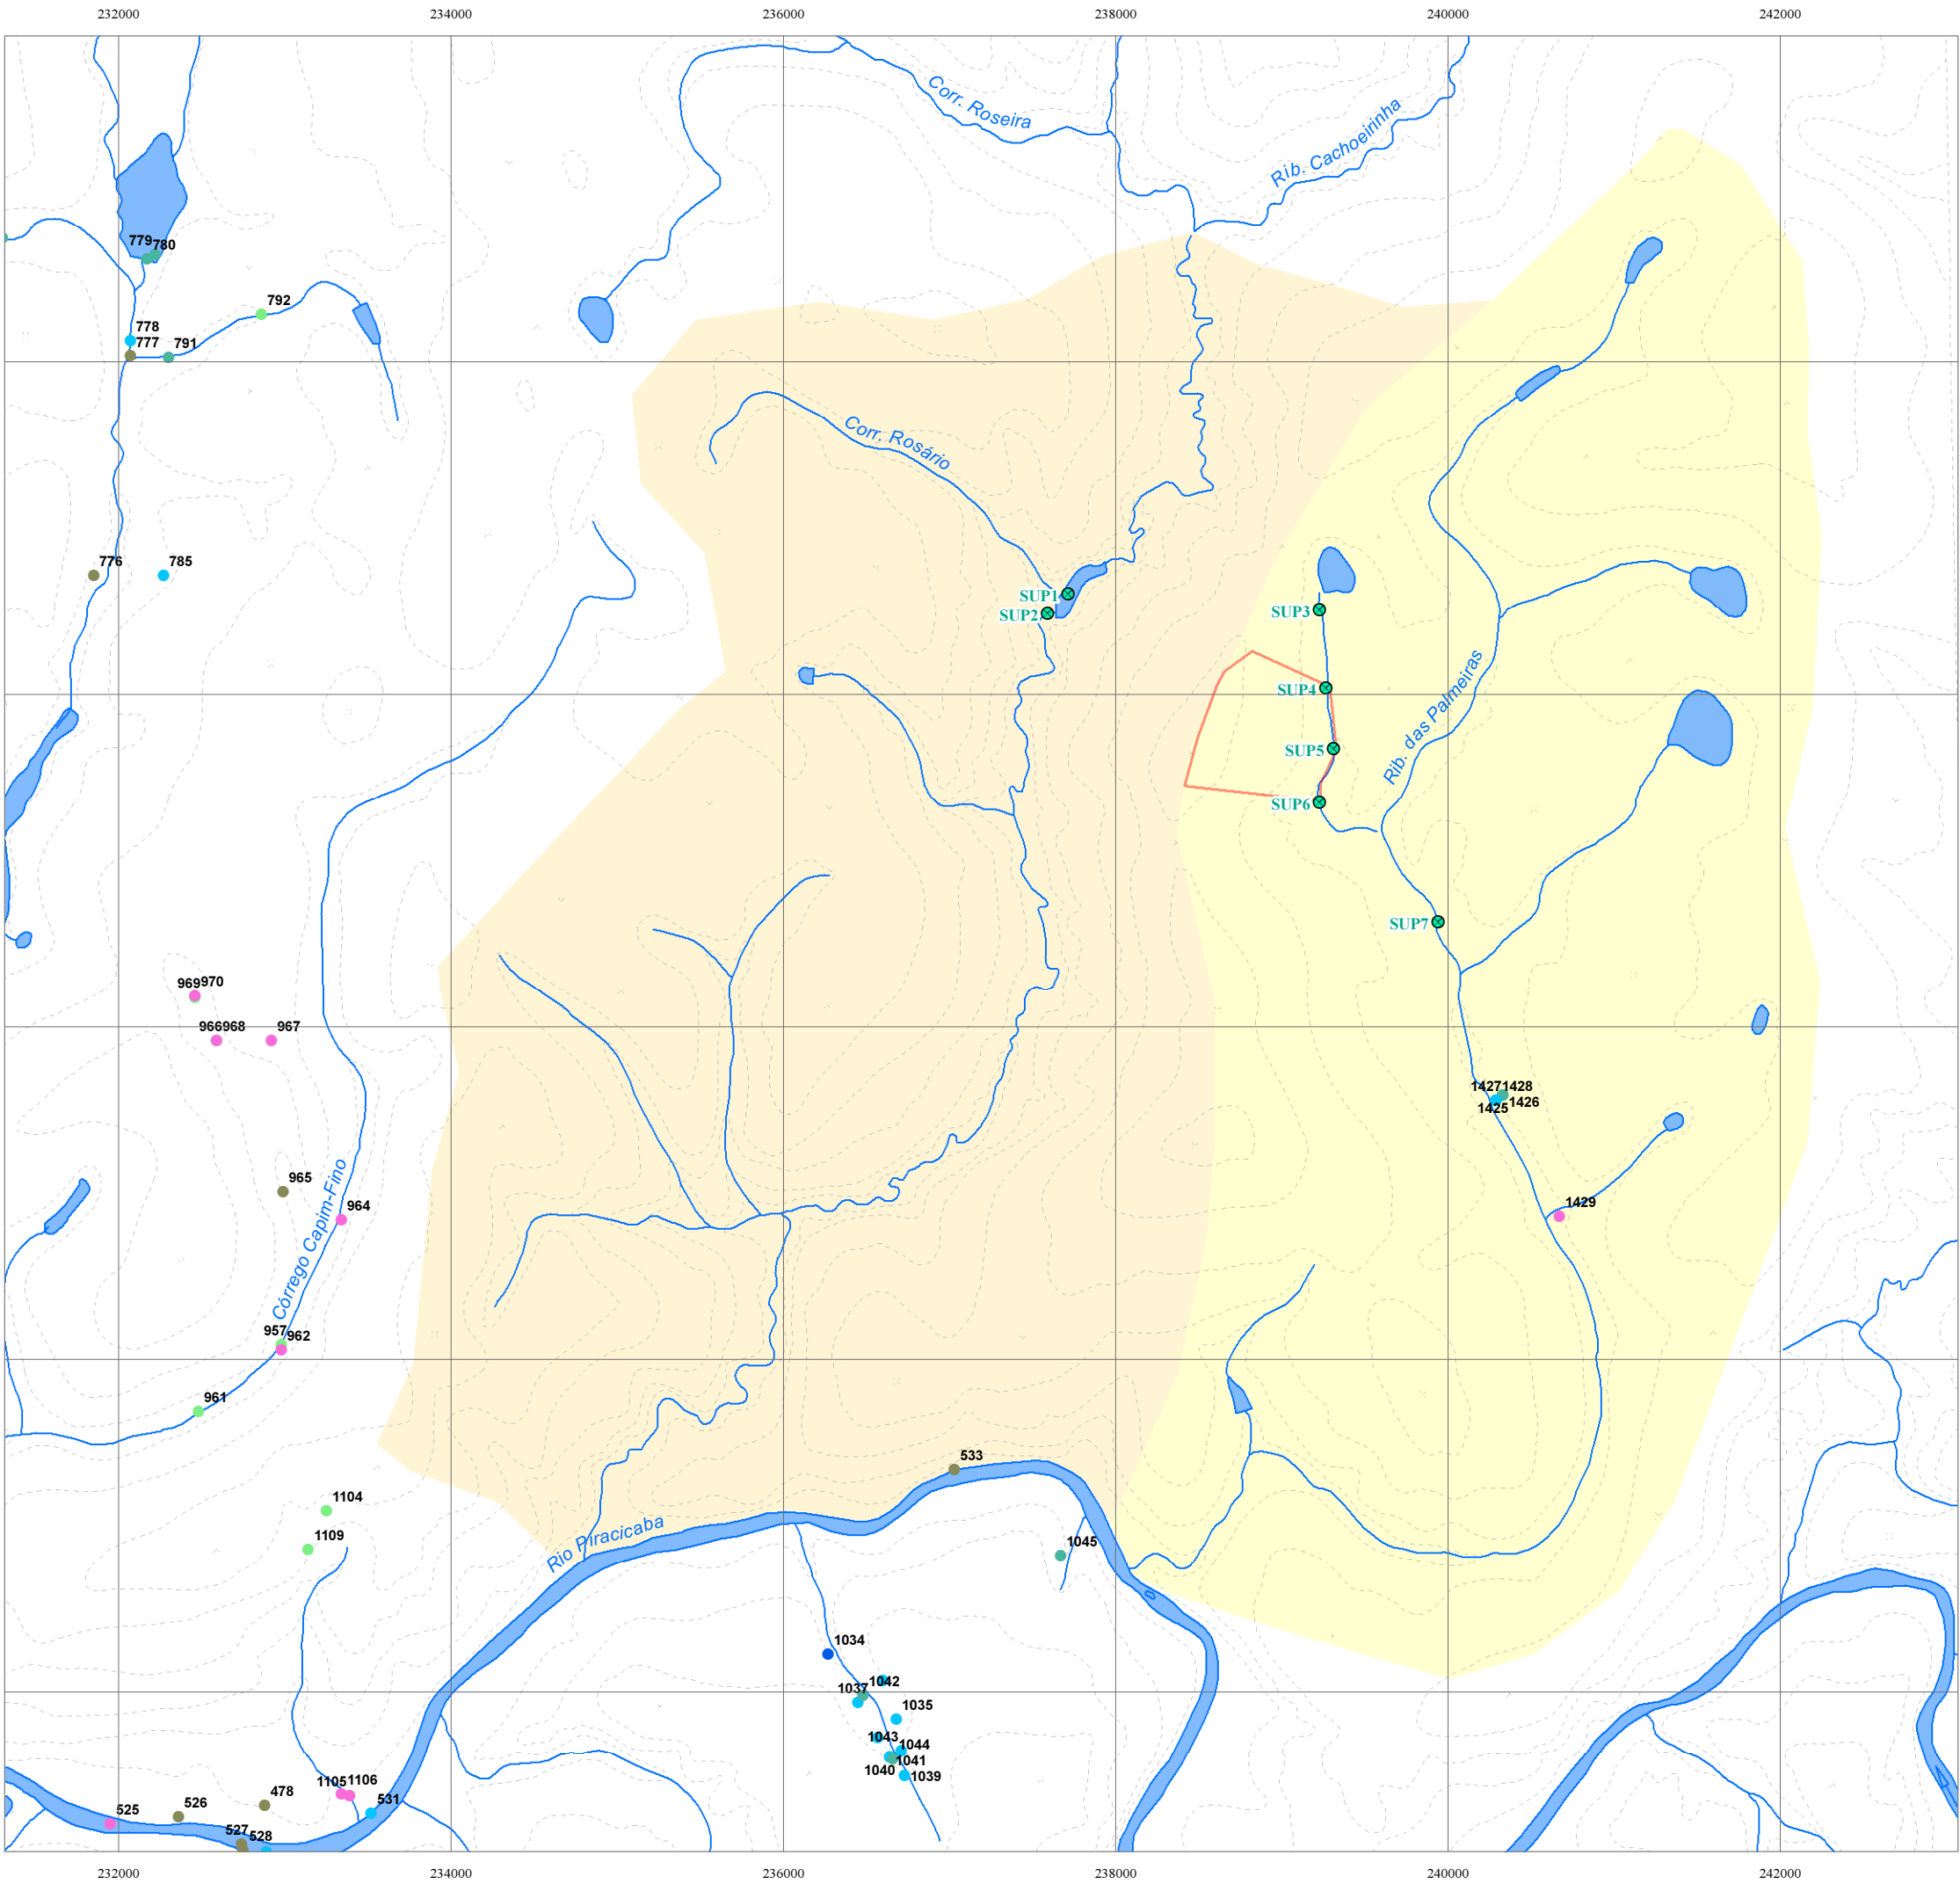 232000 234000 236000 238000 240000 242000
Corr. Roseira
Rib. Cachoeirinha
779 780
792
778
777 791
Corr. Rosário
776 785
SUP1
SUP2
SUP3
SUP4
SUP5
SUP6
Rib. das Palmeiras
SUP7
969 970
966 968 967
1427 1428
1425 1426
965
964
1429
Córrego Capim-Fino
957 962
961
533
1104
1109
Rio Piracicaba
1045
1034
1042
1037
1035
1043
1044
1041
1040
1039
1105 1106
478
531
525
526
527
528
232000 234000 236000 238000 240000 242000